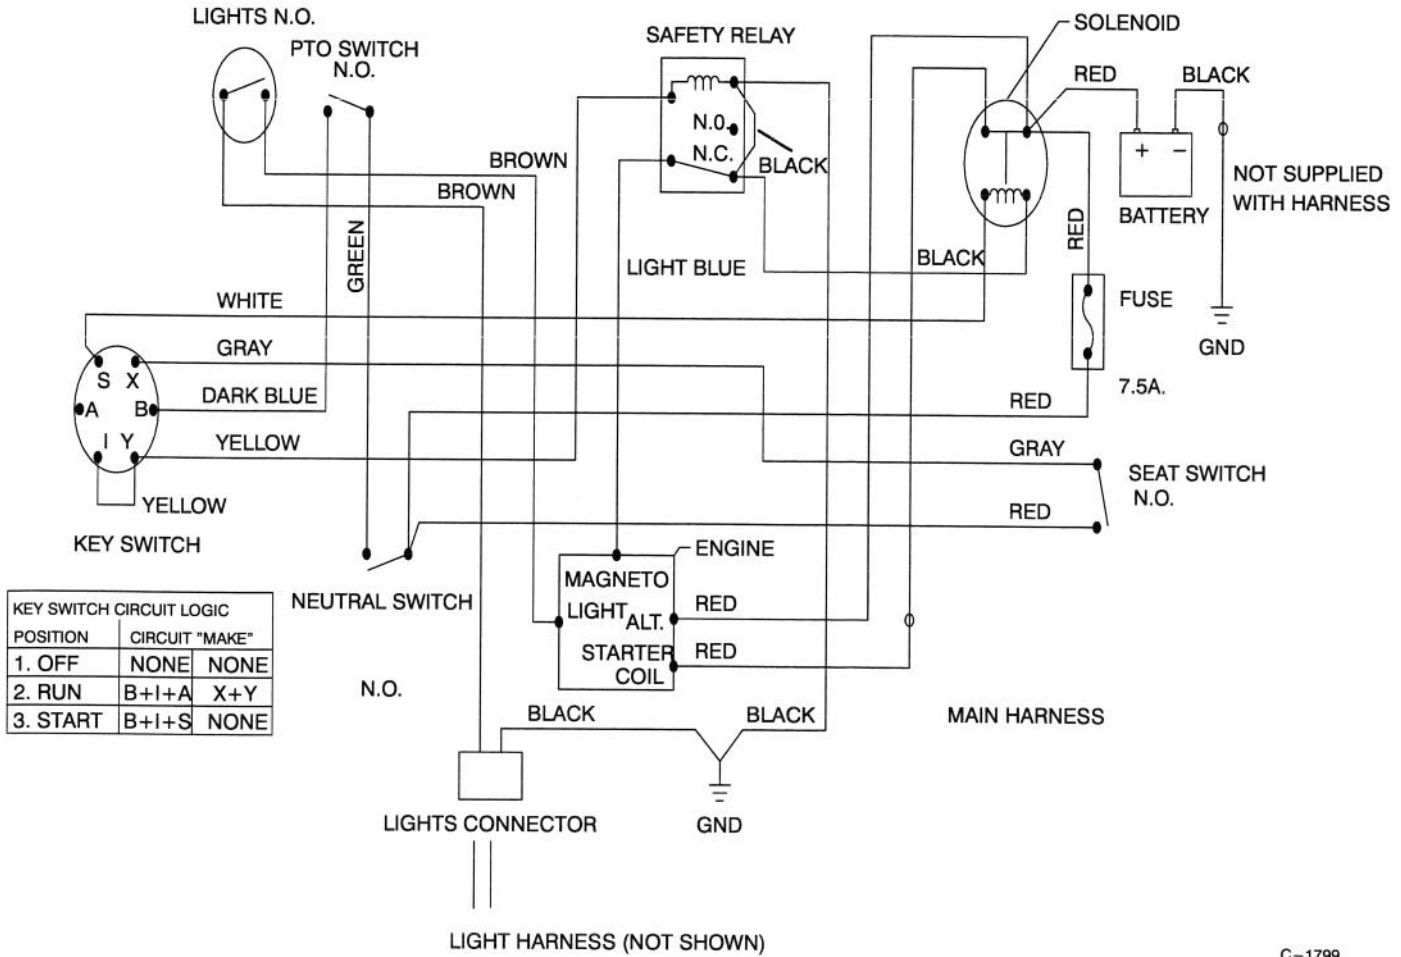 LIGHTS N.O.
PTO SWITCH
N.O.
SAFETY RELAY
SOLENOID
RED
BLACK
N.O.
N.C.
BLACK
BROWN
BROWN
+ −
BATTERY
NOT SUPPLIED
WITH HARNESS
GREEN
RED
LIGHT BLUE
BLACK
WHITE
FUSE
GND
GRAY
7.5A.
S X
A B
I Y
DARK BLUE
RED
YELLOW
GRAY
SEAT SWITCH
N.O.
YELLOW
RED
KEY SWITCH
ENGINE
MAGNETO
LIGHT
ALT.
RED
STARTER
COIL
RED
NEUTRAL SWITCH
N.O.
KEY SWITCH CIRCUIT LOGIC
POSITION CIRCUIT "MAKE"
1. OFF NONE NONE
2. RUN B+I+A X+Y
3. START B+I+S NONE
BLACK
BLACK
MAIN HARNESS
LIGHTS CONNECTOR
GND
LIGHT HARNESS (NOT SHOWN)
C–1799